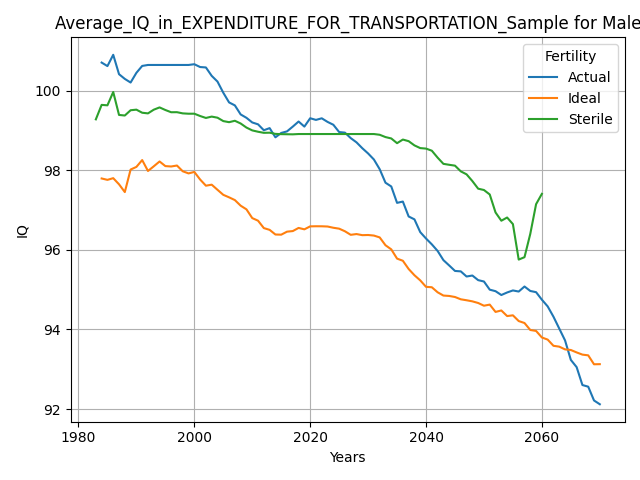 Average_IQ_in_EXPENDITURE_FOR_TRANSPORTATION_Sample for Male
Fertility
Actual
Ideal
Sterile
IQ
100
98
96
94
92
1980
2000
2020
2040
2060
Years